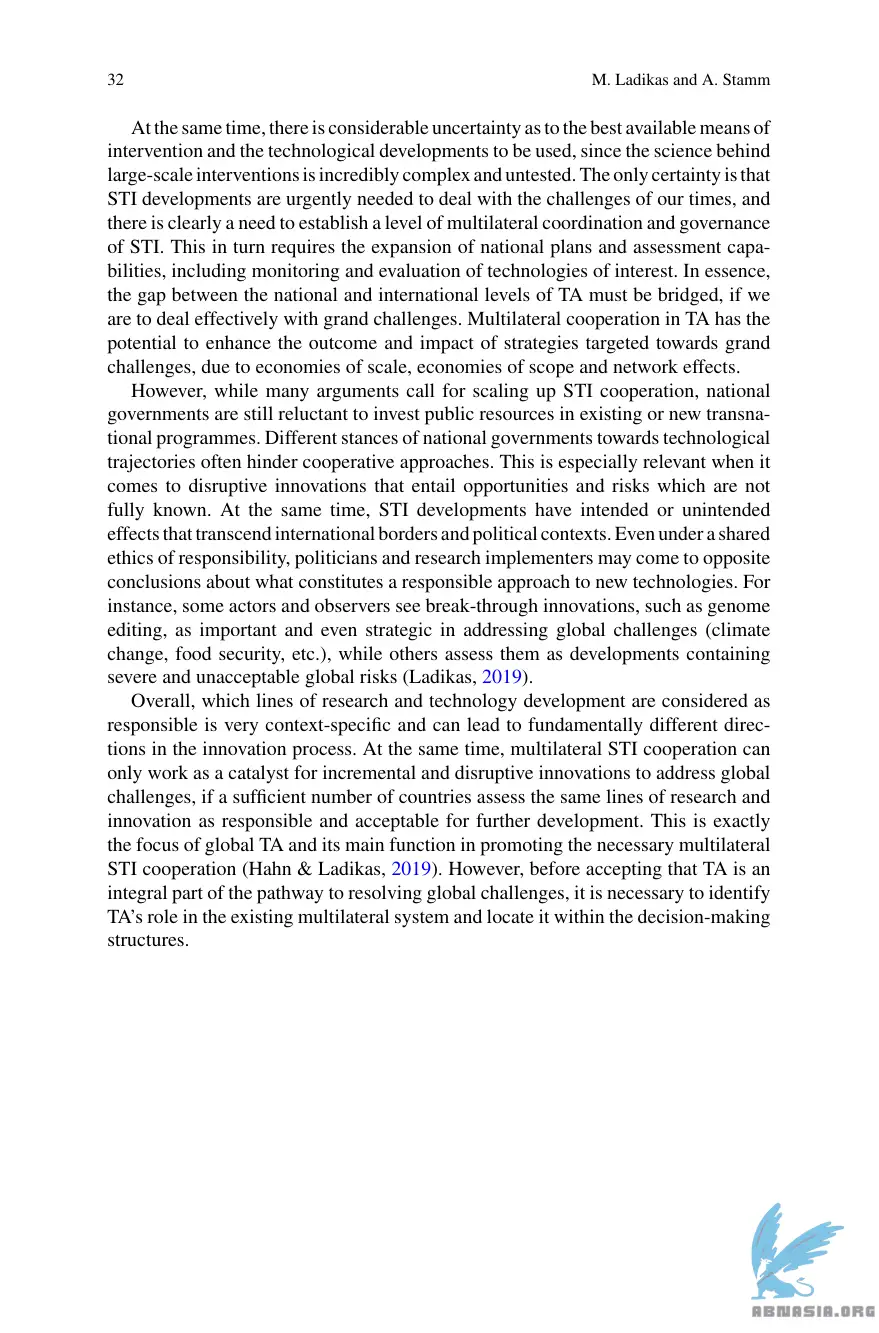 32
M. Ladikas and A. Stamm
At the same time, there is considerable uncertainty as to the best available means of
intervention and the technological developments to be used, since the science behind
large-scale interventions is incredibly complex and untested. The only certainty is that
STI developments are urgently needed to deal with the challenges of our times, and
there is clearly a need to establish a level of multilateral coordination and governance
of STI. This in turn requires the expansion of national plans and assessment capa-
bilities, including monitoring and evaluation of technologies of interest. In essence,
the gap between the national and international levels of TA must be bridged, if we
are to deal effectively with grand challenges. Multilateral cooperation in TA has the
potential to enhance the outcome and impact of strategies targeted towards grand
challenges, due to economies of scale, economies of scope and network effects.
However, while many arguments call for scaling up STI cooperation, national
governments are still reluctant to invest public resources in existing or new transna-
tional programmes. Different stances of national governments towards technological
trajectories often hinder cooperative approaches. This is especially relevant when it
comes to disruptive innovations that entail opportunities and risks which are not
fully known. At the same time, STI developments have intended or unintended
effects that transcend international borders and political contexts. Even under a shared
ethics of responsibility, politicians and research implementers may come to opposite
conclusions about what constitutes a responsible approach to new technologies. For
instance, some actors and observers see break-through innovations, such as genome
editing, as important and even strategic in addressing global challenges (climate
change, food security, etc.), while others assess them as developments containing
severe and unacceptable global risks (Ladikas, 2019).
Overall, which lines of research and technology development are considered as
responsible is very context-specific and can lead to fundamentally different direc-
tions in the innovation process. At the same time, multilateral STI cooperation can
only work as a catalyst for incremental and disruptive innovations to address global
challenges, if a sufficient number of countries assess the same lines of research and
innovation as responsible and acceptable for further development. This is exactly
the focus of global TA and its main function in promoting the necessary multilateral
STI cooperation (Hahn & Ladikas, 2019). However, before accepting that TA is an
integral part of the pathway to resolving global challenges, it is necessary to identify
TA's role in the existing multilateral system and locate it within the decision-making
structures.
ABNASIA.ORG